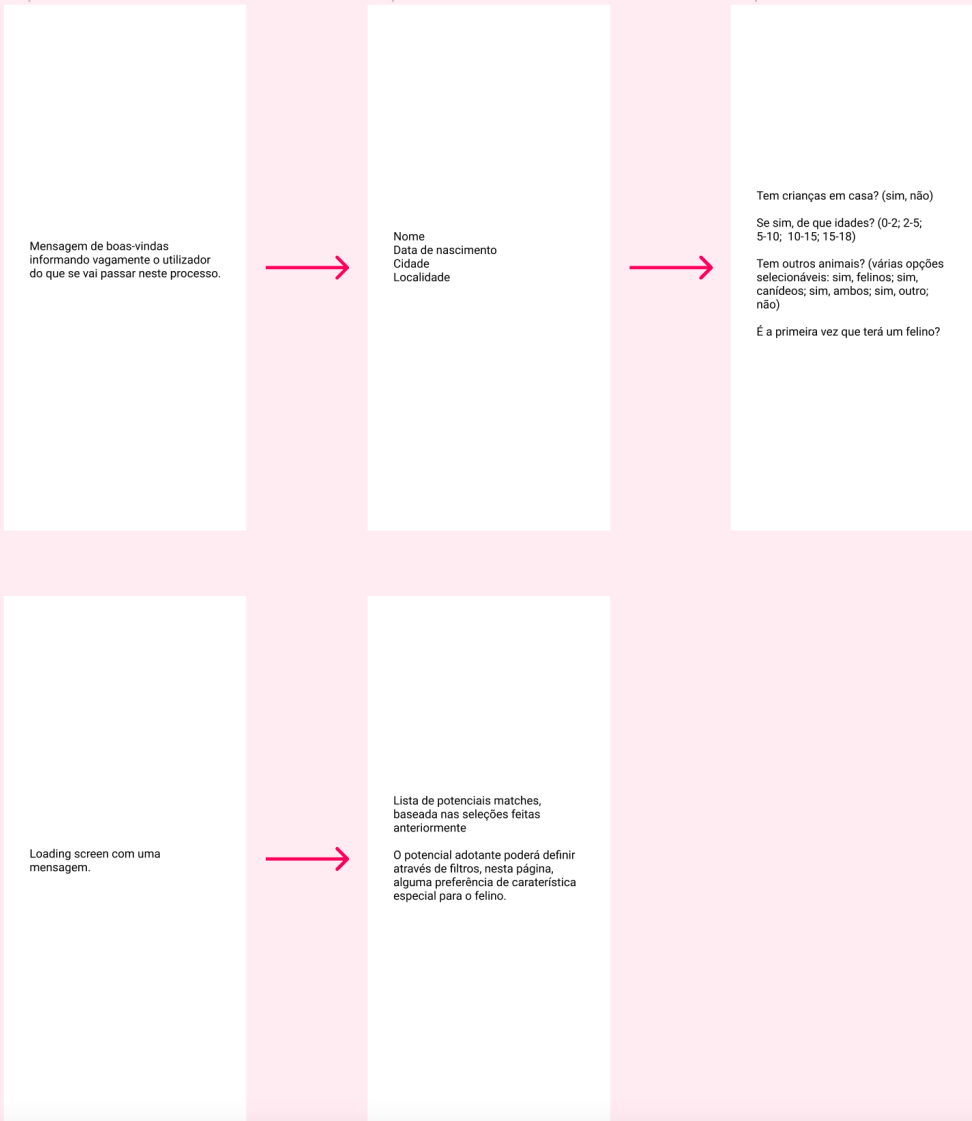 Mensagem de boas-vindas
informando vagamente o utilizador
do que se vai passar neste processo.
Nome
Data de nascimento
Cidade
Localidade
Tem crianças em casa? (sim, não)
Se sim, de que idades? (0-2; 2-5;
5-10;  10-15; 15-18)
Tem outros animais? (várias opções
selecionáveis: sim, felinos; sim,
canídeos; sim, ambos; sim, outro;
não)
É a primeira vez que terá um felino?
Loading screen com uma
mensagem.
Lista de potenciais matches,
baseada nas seleções feitas
anteriormente
O potencial adotante poderá definir
através de filtros, nesta página,
alguma preferência de caraterística
especial para o felino.